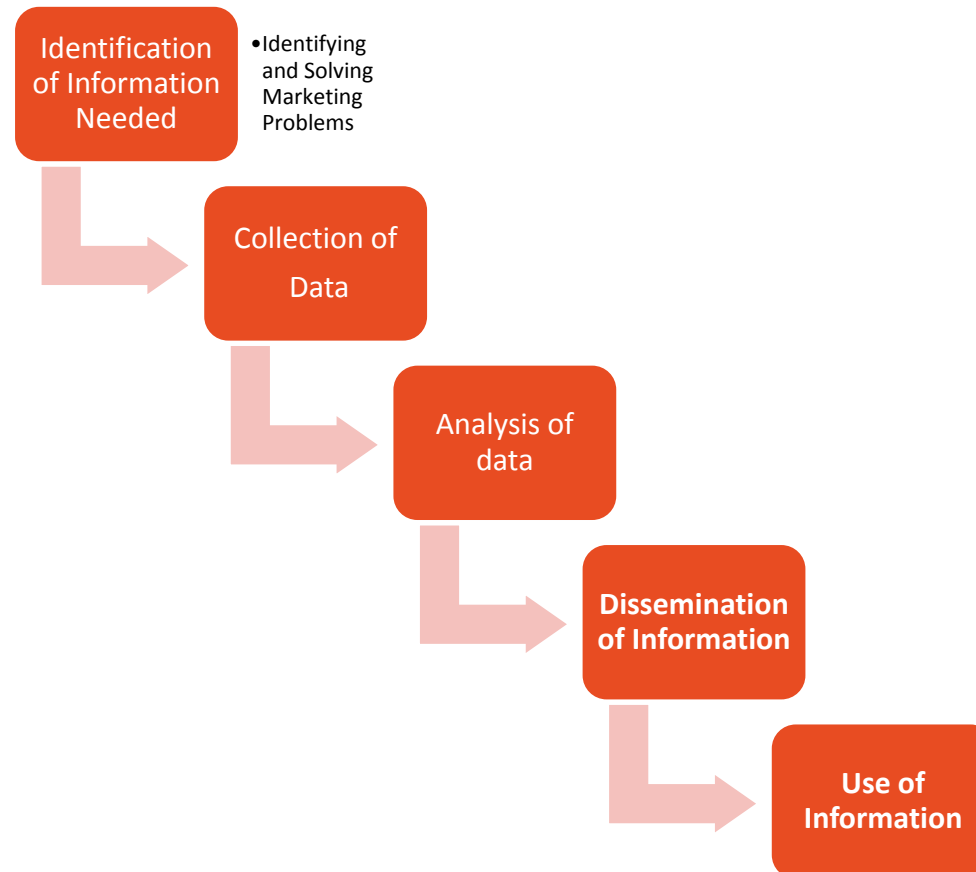 Identification
of Information
Needed
•Identifying
and Solving
Marketing
Problems
Collection of
Data
Analysis of
data
Dissemination
of Information
Use of
Information